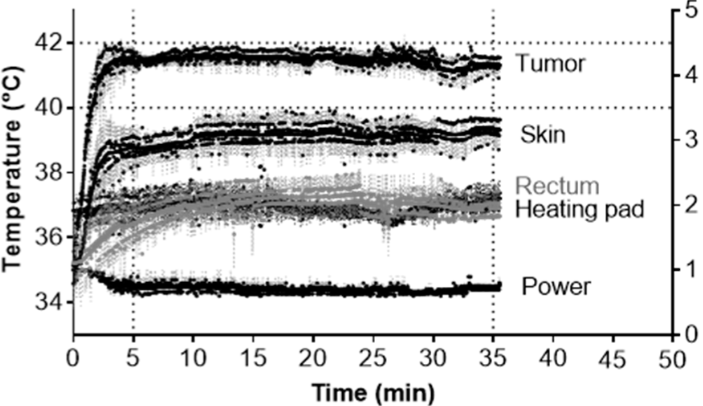 Temperature (°C)
42
40
38
36
34
5
4
3
2
1
0
Tumor
Skin
Rectum
Heating pad
Power
0 5 10 15 20 25 30 35 40 45 50
Time (min)